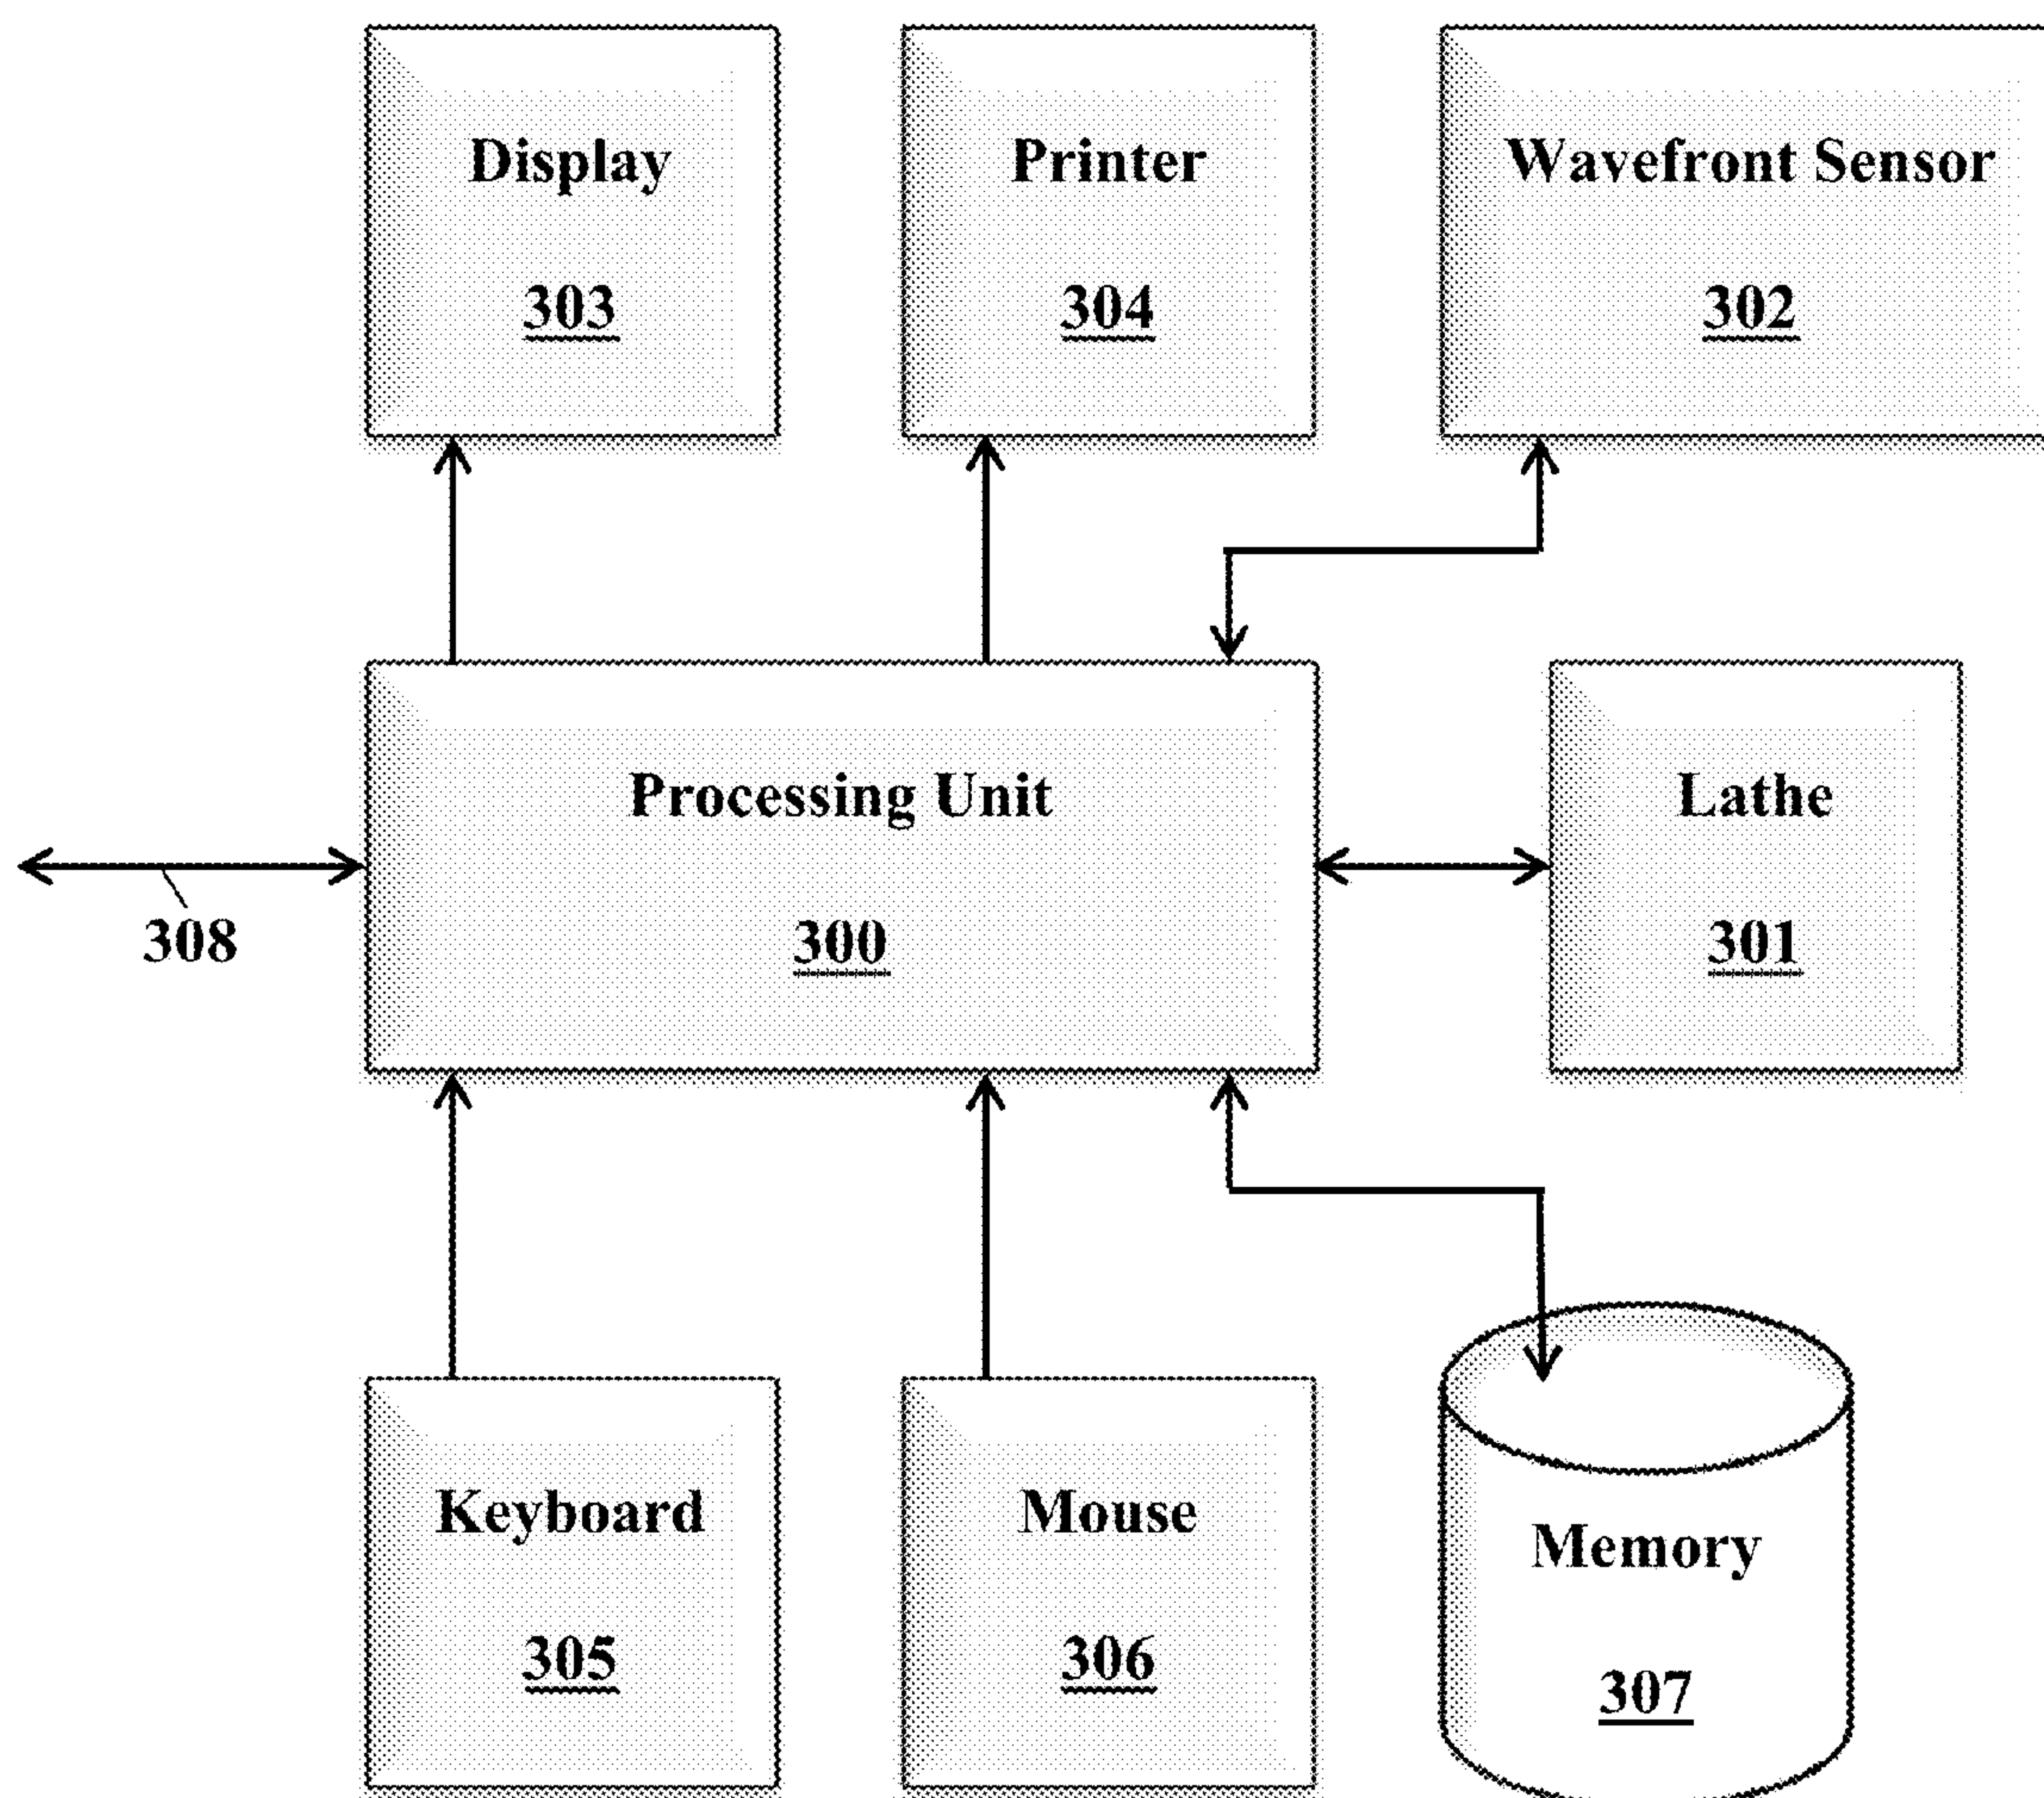 Display
303
Printer
304
Wavefront Sensor
302
Processing Unit
300
Lathe
301
308
Keyboard
305
Mouse
306
Memory
307